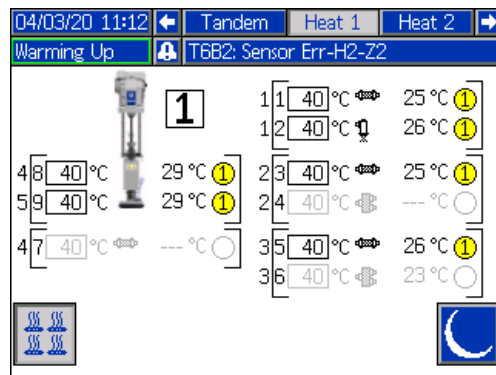 04/03/20 11:12 Tandem Heat 1 Heat 2
Warming Up T6B2: Sensor Err-H2-Z2
1
1 1 40 °C 25 °C 1
1 2 40 °C 26 °C 1
4 8 40 °C 29 °C 1
5 9 40 °C 29 °C 1
2 3 40 °C 25 °C 1
2 4 40 °C --- °C
4 7 40 °C --- °C
3 5 40 °C 26 °C 1
3 6 40 °C 23 °C